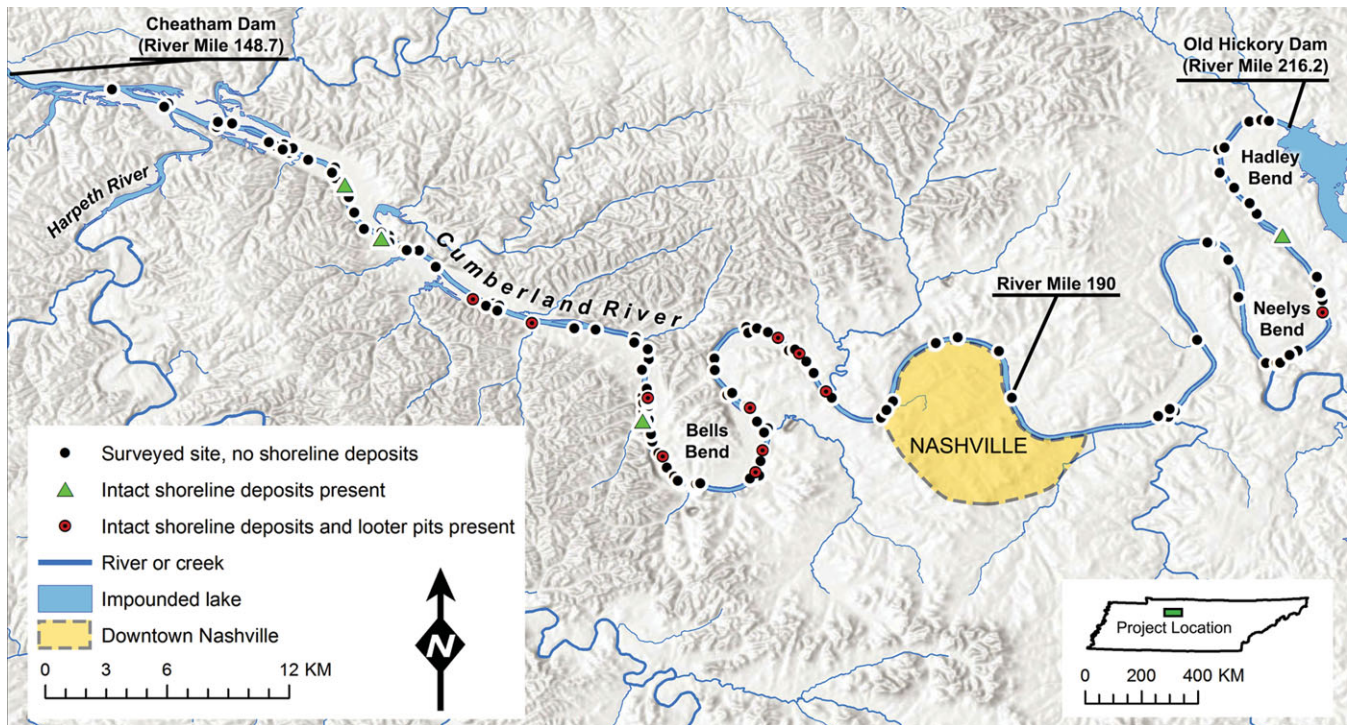 Cheatham Dam
(River Mile 148.7)
Old Hickory Dam
(River Mile 216.2)
Hadley
Bend
Harpeth River
Cumberland River
River Mile 190
Neelys
Bend
Bells
Bend
NASHVILLE
Surveyed site, no shoreline deposits
Intact shoreline deposits present
Intact shoreline deposits and looter pits present
River or creek
Impounded lake
Downtown Nashville
0 3 6 12 KM
N
Project Location
0 200 400 KM